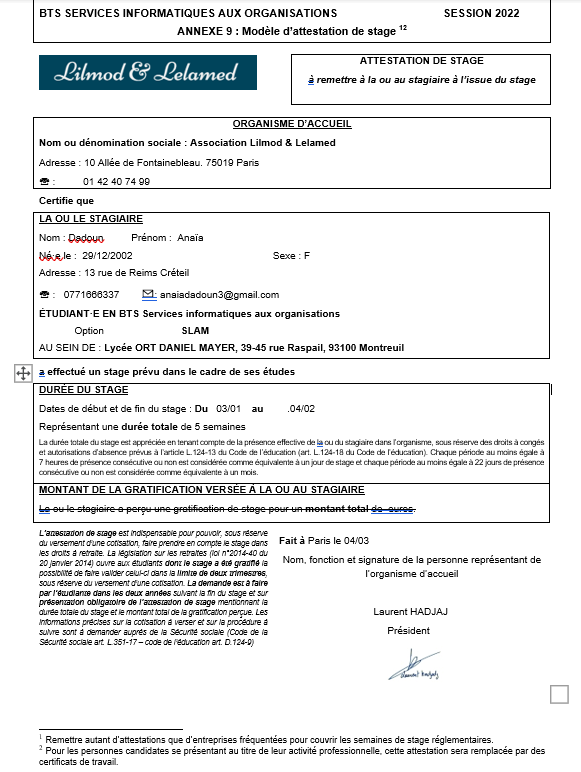 BTS SERVICES INFORMATIQUES AUX ORGANISATIONS SESSION 2022
ANNEXE 9 : Modèle d'attestation de stage 12
Lilmod & Lelamed
ATTESTATION DE STAGE
à remettre à la ou au stagiaire à l'issue du stage
ORGANISME D'ACCUEIL
Nom ou dénomination sociale : Association Lilmod & Lelamed
Adresse : 10 Allée de Fontainebleau. 75019 Paris
☎ : 01 42 40 74 99
Certifie que
LA OU LE STAGIAIRE
Nom : Dadoun Prénom : Anaïa
Né·e le : 29/12/2002 Sexe : F
Adresse : 13 rue de Reims Créteil
☎ : 0771666337 ✉: anaiadadoun3@gmail.com
ÉTUDIANT·E EN BTS Services informatiques aux organisations
Option SLAM
AU SEIN DE : Lycée ORT DANIEL MAYER, 39-45 rue Raspail, 93100 Montreuil
a effectué un stage prévu dans le cadre de ses études
DURÉE DU STAGE
Dates de début et de fin du stage : Du 03/01 au .04/02
Représentant une durée totale de 5 semaines
La durée totale du stage est appréciée en tenant compte de la présence effective de la ou du stagiaire dans l'organisme, sous réserve des droits à congés
et autorisations d'absence prévus à l'article L.124-13 du Code de l'éducation (art. L.124-18 du Code de l'éducation). Chaque période au moins égale à
7 heures de présence consécutive ou non est considérée comme équivalente à un jour de stage et chaque période au moins égale à 22 jours de présence
consécutive ou non est considérée comme équivalente à un mois.
MONTANT DE LA GRATIFICATION VERSÉE À LA OU AU STAGIAIRE
La ou le stagiaire a perçu une gratification de stage pour un montant total de euros.
L'attestation de stage est indispensable pour pouvoir, sous réserve
du versement d'une cotisation, faire prendre en compte le stage dans
les droits à retraite. La législation sur les retraites (loi n°2014-40 du
20 janvier 2014) ouvre aux étudiants dont le stage a été gratifié la
possibilité de faire valider celui-ci dans la limite de deux trimestres,
sous réserve du versement d'une cotisation. La demande est à faire
par l'étudiante dans les deux années suivant la fin du stage et sur
présentation obligatoire de l'attestation de stage mentionnant la
durée totale du stage et le montant total de la gratification perçue. Les
informations précises sur la cotisation à verser et sur la procédure à
suivre sont à demander auprès de la Sécurité sociale (Code de la
Sécurité sociale art. L.351-17 – code de l'éducation art. D.124-9)
Fait à Paris le 04/03
Nom, fonction et signature de la personne représentant de
l'organisme d'accueil
Laurent HADJAJ
Président
Laurent Hadjaj
1 Remettre autant d'attestations que d'entreprises fréquentées pour couvrir les semaines de stage réglementaires.
2 Pour les personnes candidates se présentant au titre de leur activité professionnelle, cette attestation sera remplacée par des
certificats de travail.